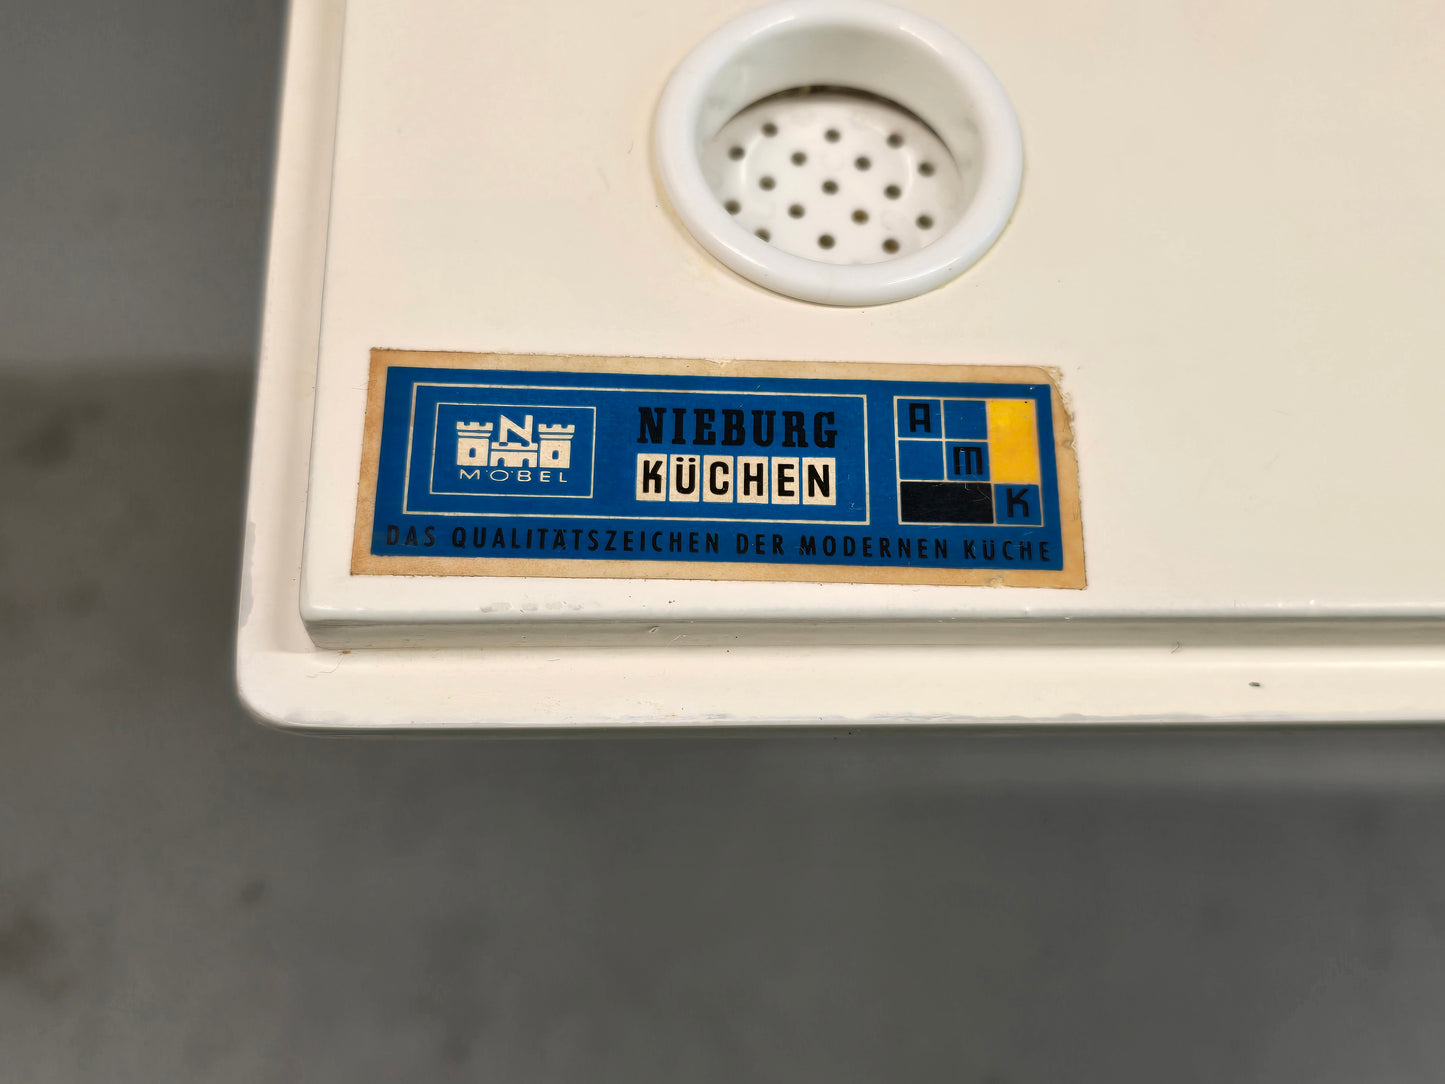 N
MÖBEL
NIEBURG
KÜCHEN
A
M
K
DAS QUALITÄTSZEICHEN DER MODERNEN KÜCHE